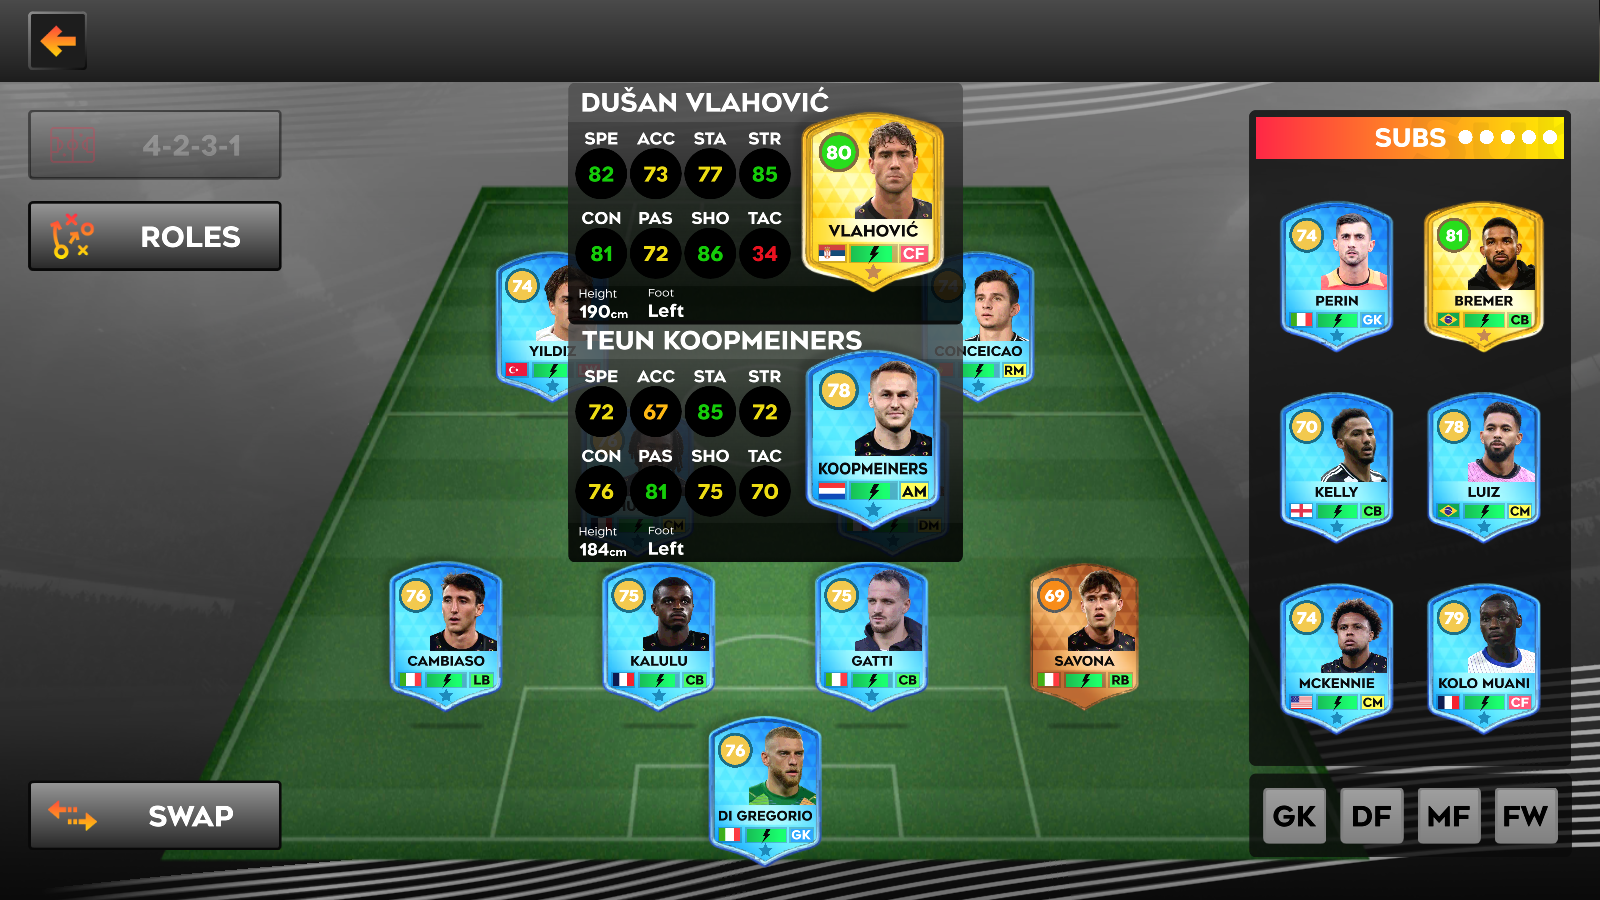 4-2-3-1
ROLES
SWAP
DUŠAN VLAHOVIĆ
SPE ACC STA STR
82 73 77 85
CON PAS SHO TAC
81 72 86 34
Height Foot
190cm Left
80
VLAHOVIĆ
CF
TEUN KOOPMEINERS
SPE ACC STA STR
72 67 85 72
CON PAS SHO TAC
76 81 75 70
Height Foot
184cm Left
78
KOOPMEINERS
AM
74
YILDIZ
74
CONCEICAO
RM
CM
DM
76
CAMBIASO
LB
75
KALULU
CB
75
GATTI
CB
69
SAVONA
RB
76
DI GREGORIO
GK
SUBS
74
PERIN
GK
81
BREMER
CB
70
KELLY
CB
78
LUIZ
CM
74
MCKENNIE
CM
79
KOLO MUANI
CF
GK DF MF FW